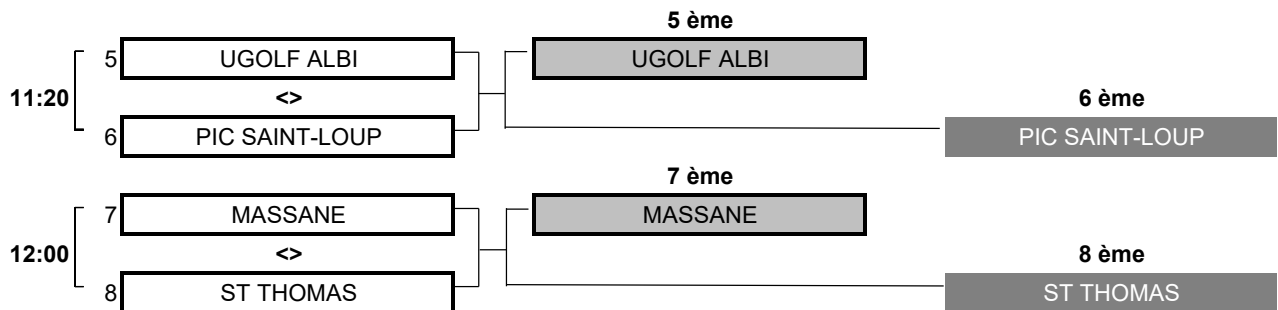 5 ème
5 UGOLF ALBI UGOLF ALBI
11:20 <> 6 ème
6 PIC SAINT-LOUP PIC SAINT-LOUP
7 ème
7 MASSANE MASSANE
12:00 <> 8 ème
8 ST THOMAS ST THOMAS